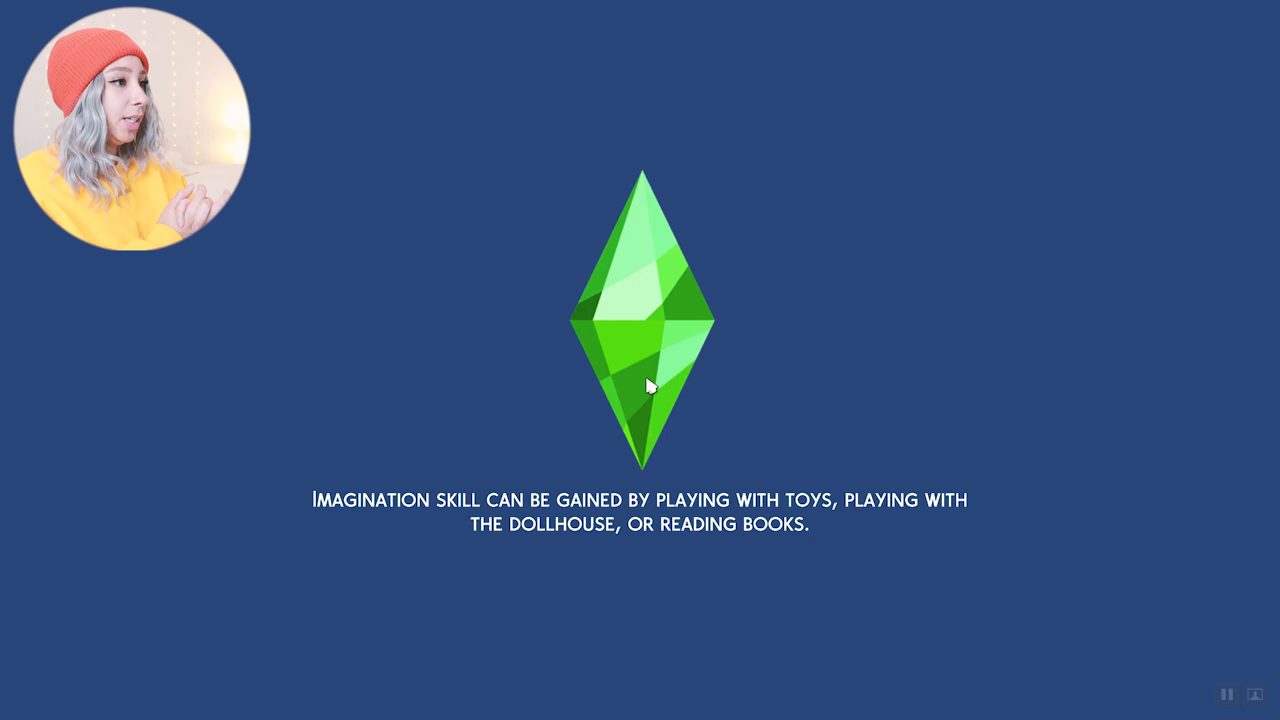 Imagination skill can be gained by playing with toys, playing with
the dollhouse, or reading books.